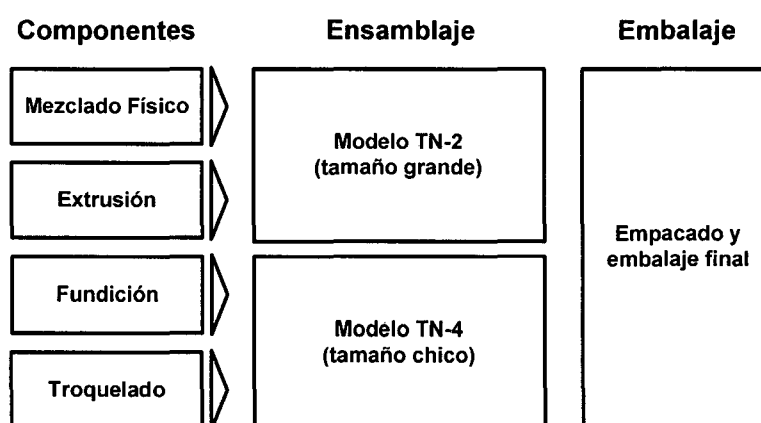 Componentes
Ensamblaje
Embalaje
Mezclado Físico
Extrusión
Fundición
Troquelado
Modelo TN-2
(tamaño grande)
Modelo TN-4
(tamaño chico)
Empacado y
embalaje final